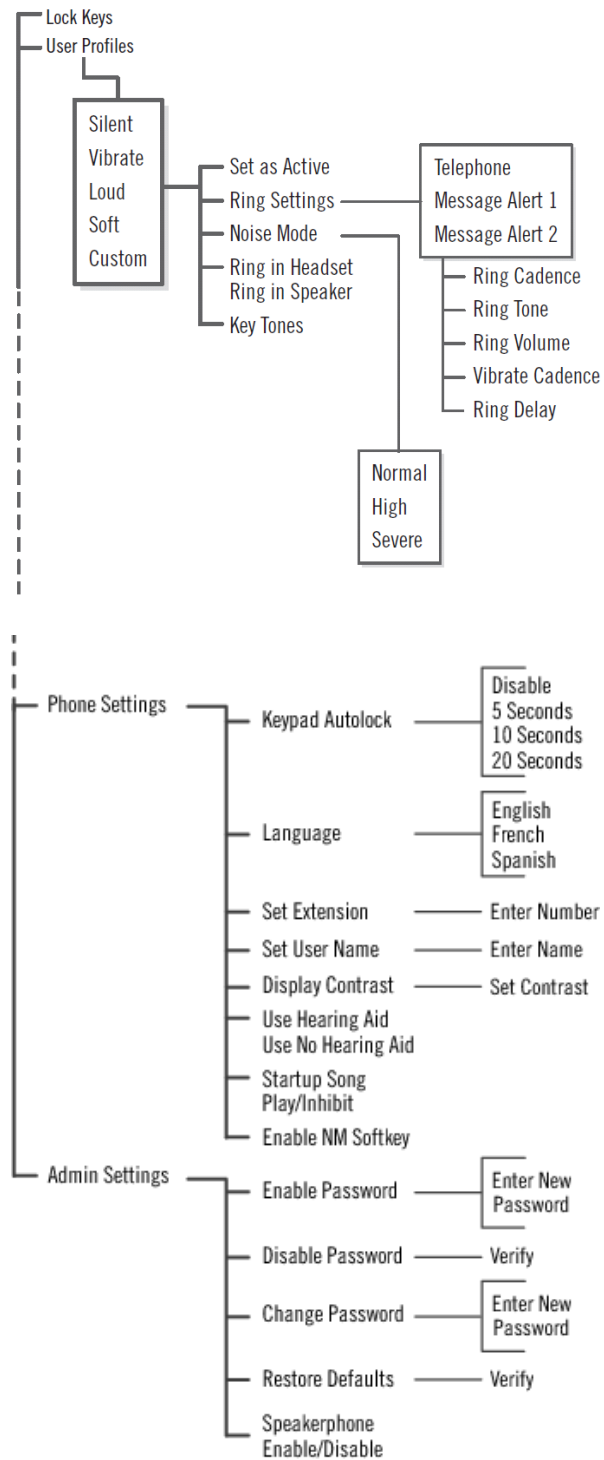 Lock Keys
User Profiles
Silent
Vibrate
Loud
Soft
Custom
Set as Active
Ring Settings
Noise Mode
Ring in Headset
Ring in Speaker
Key Tones
Telephone
Message Alert 1
Message Alert 2
Ring Cadence
Ring Tone
Ring Volume
Vibrate Cadence
Ring Delay
Normal
High
Severe
Phone Settings
Keypad Autolock
Disable
5 Seconds
10 Seconds
20 Seconds
Language
English
French
Spanish
Set Extension
Enter Number
Set User Name
Enter Name
Display Contrast
Set Contrast
Use Hearing Aid
Use No Hearing Aid
Startup Song
Play/Inhibit
Enable NM Softkey
Admin Settings
Enable Password
Enter New
Password
Disable Password
Verify
Change Password
Enter New
Password
Restore Defaults
Verify
Speakerphone
Enable/Disable